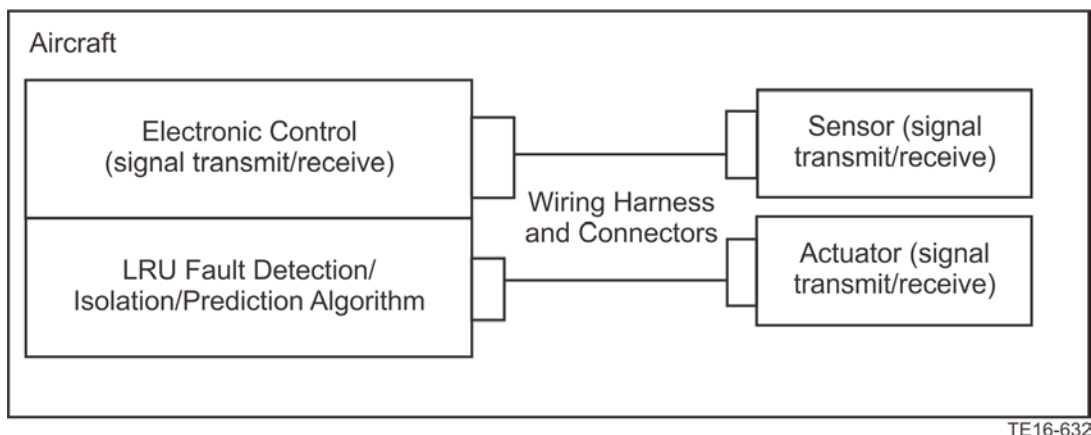 Aircraft
Electronic Control
(signal transmit/receive)
LRU Fault Detection/
Isolation/Prediction Algorithm
Wiring Harness
and Connectors
Sensor (signal
transmit/receive)
Actuator (signal
transmit/receive)
TE16-632